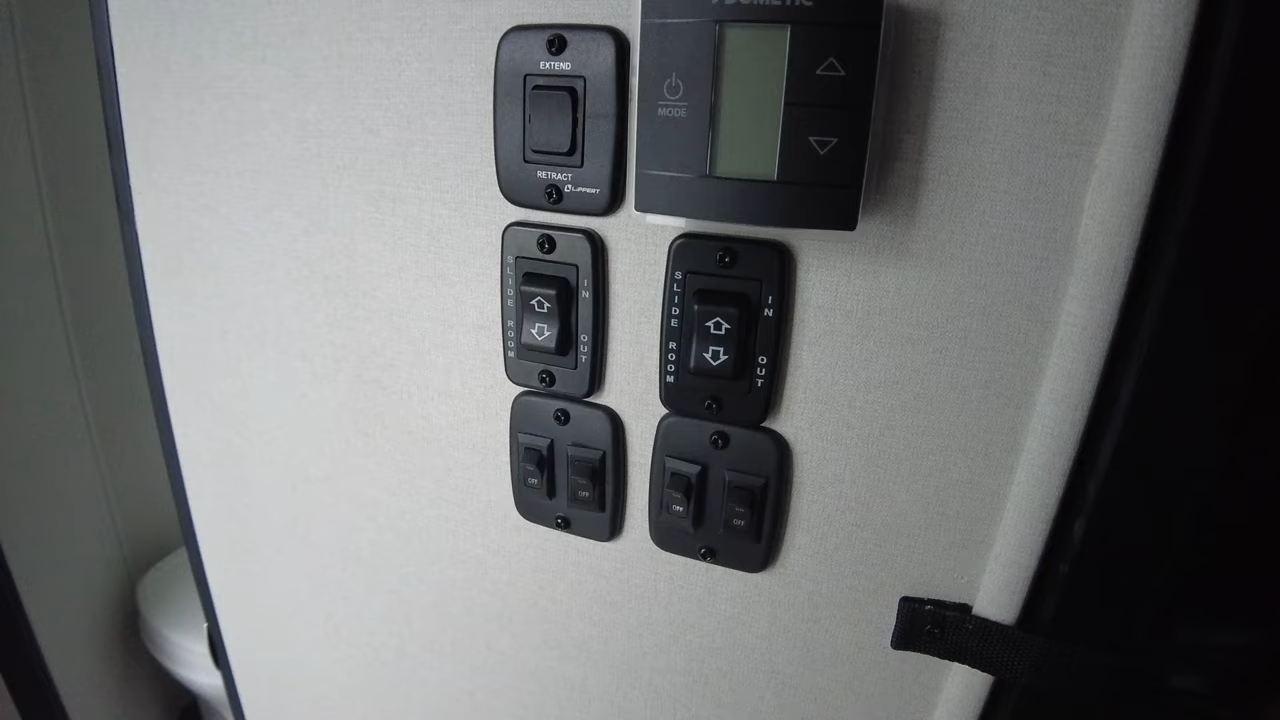 EXTEND
RETRACT
LIPPERT
DOMETIC
MODE
SLIDE ROOM
IN
OUT
SLIDE ROOM
IN
OUT
OFF
OFF
OFF
OFF